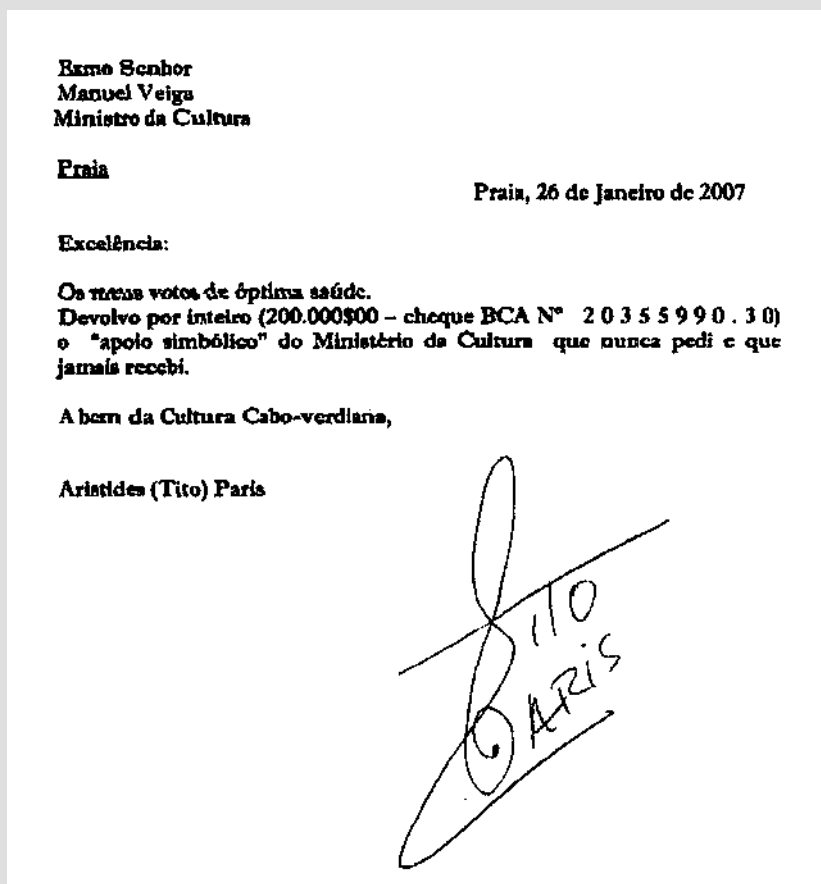 Exmo Senhor
Manuel Veiga
Ministro da Cultura
Praia
Praia, 26 de Janeiro de 2007
Excelência:
Os meus votos de óptima saúde.
Devolvo por inteiro (200.000$00 – cheque BCA Nº 2 0 3 5 5 9 9 0 . 3 0)
o "apoio simbólico" do Ministério da Cultura que nunca pedi e que
jamais recebi.
A bem da Cultura Cabo-verdiana,
Aristides (Tito) Paris
TITO
PARIS